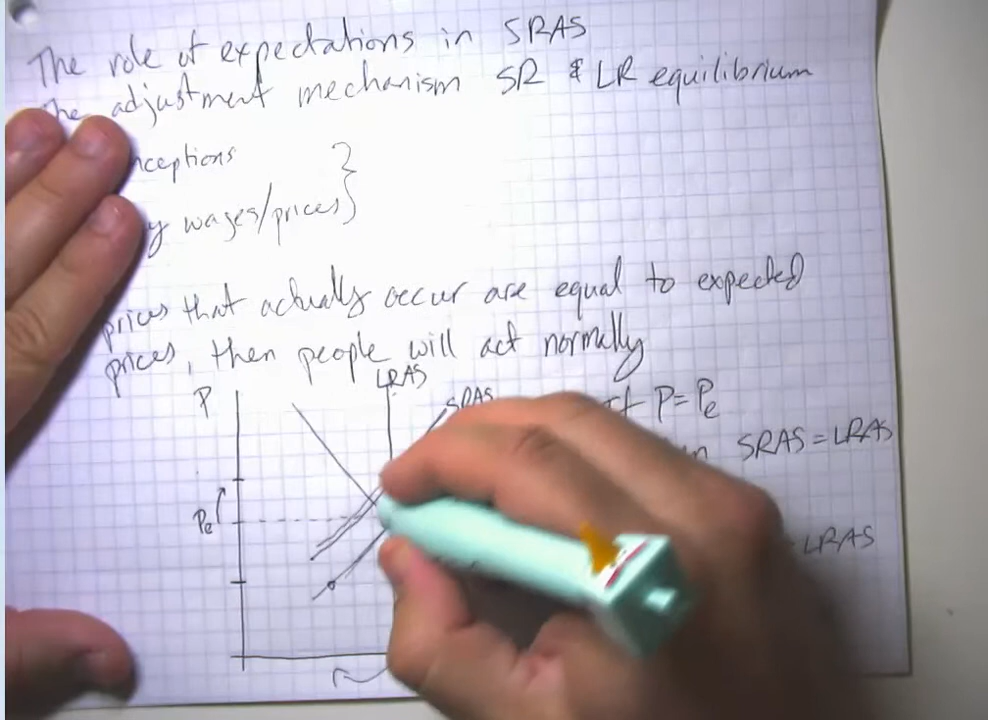 The role of expectations in SRAS
The adjustment mechanism SR & LR equilibrium
wages/prices
prices that actually occur are equal to expected
prices, then people will act normally
LRAS
P
SRAS
P=Pe
SRAS=LRAS
Pe
LRAS